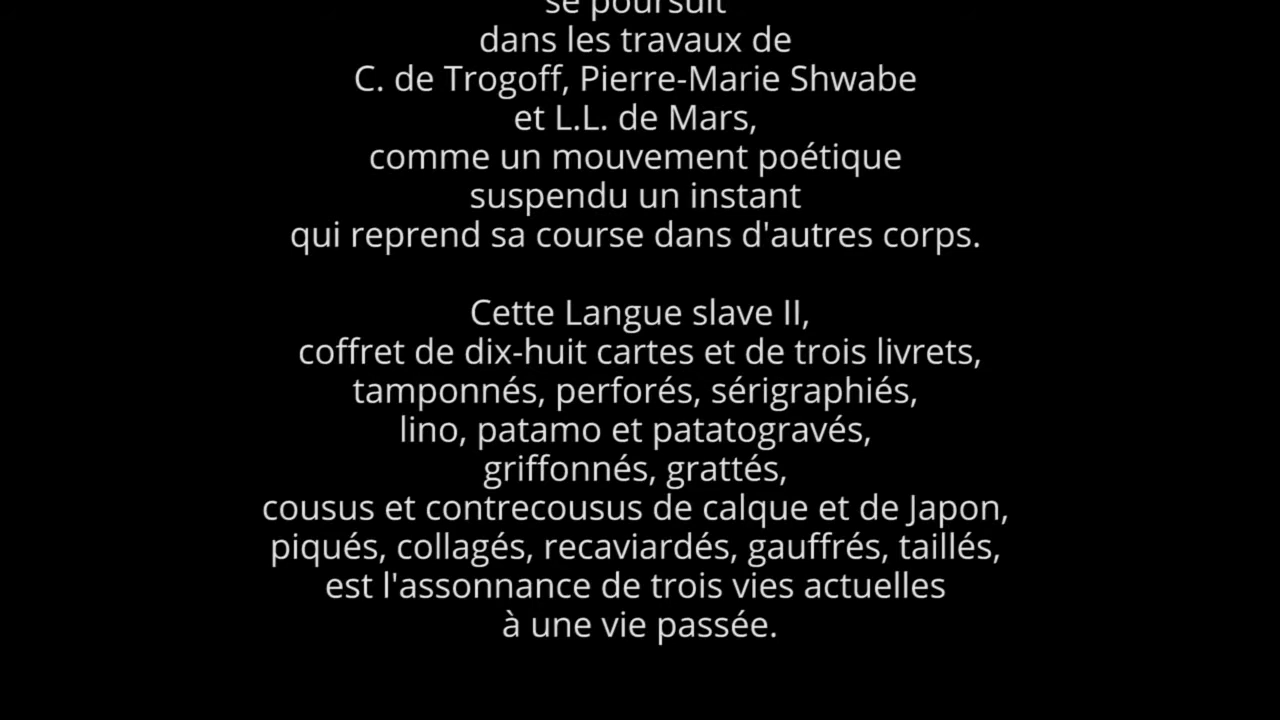 se poursuit
dans les travaux de
C. de Trogoff, Pierre-Marie Shwabe
et L.L. de Mars,
comme un mouvement poétique
suspendu un instant
qui reprend sa course dans d'autres corps.
Cette Langue slave II,
coffret de dix-huit cartes et de trois livrets,
tamponnés, perforés, sérigraphiés,
lino, patamo et patatogravés,
griffonnés, grattés,
cousus et contrecousus de calque et de Japon,
piqués, collagés, recaviardés, gauffrés, taillés,
est l'assonnance de trois vies actuelles
à une vie passée.